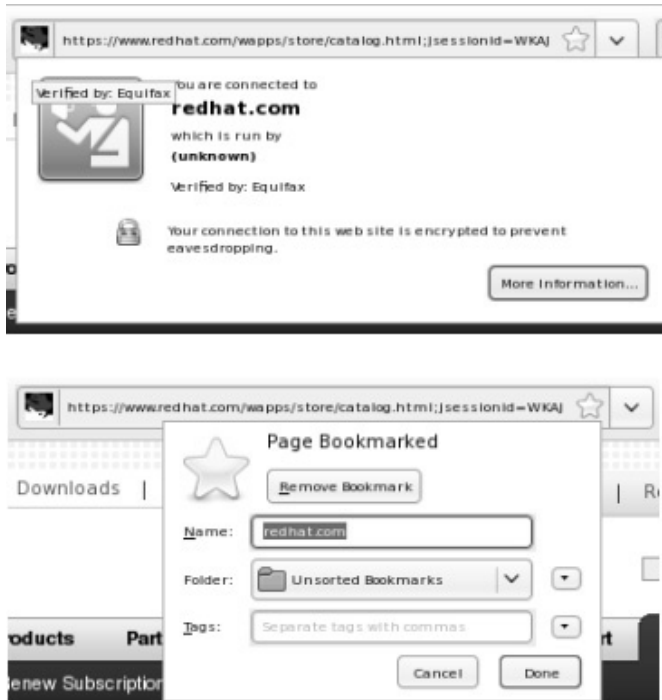 https://www.redhat.com/wapps/store/catalog.html;jsessionid=WKAJ
Verified by: Equifax
You are connected to
redhat.com
which is run by
(unknown)
Verified by: Equifax
Your connection to this web site is encrypted to prevent
eavesdropping.
More Information...
https://www.redhat.com/wapps/store/catalog.html;jsessionid=WKAJ
Page Bookmarked
Remove Bookmark
Downloads |
Name: redhat.com
Folder: Unsorted Bookmarks
Tags: Separate tags with commas
Cancel Done